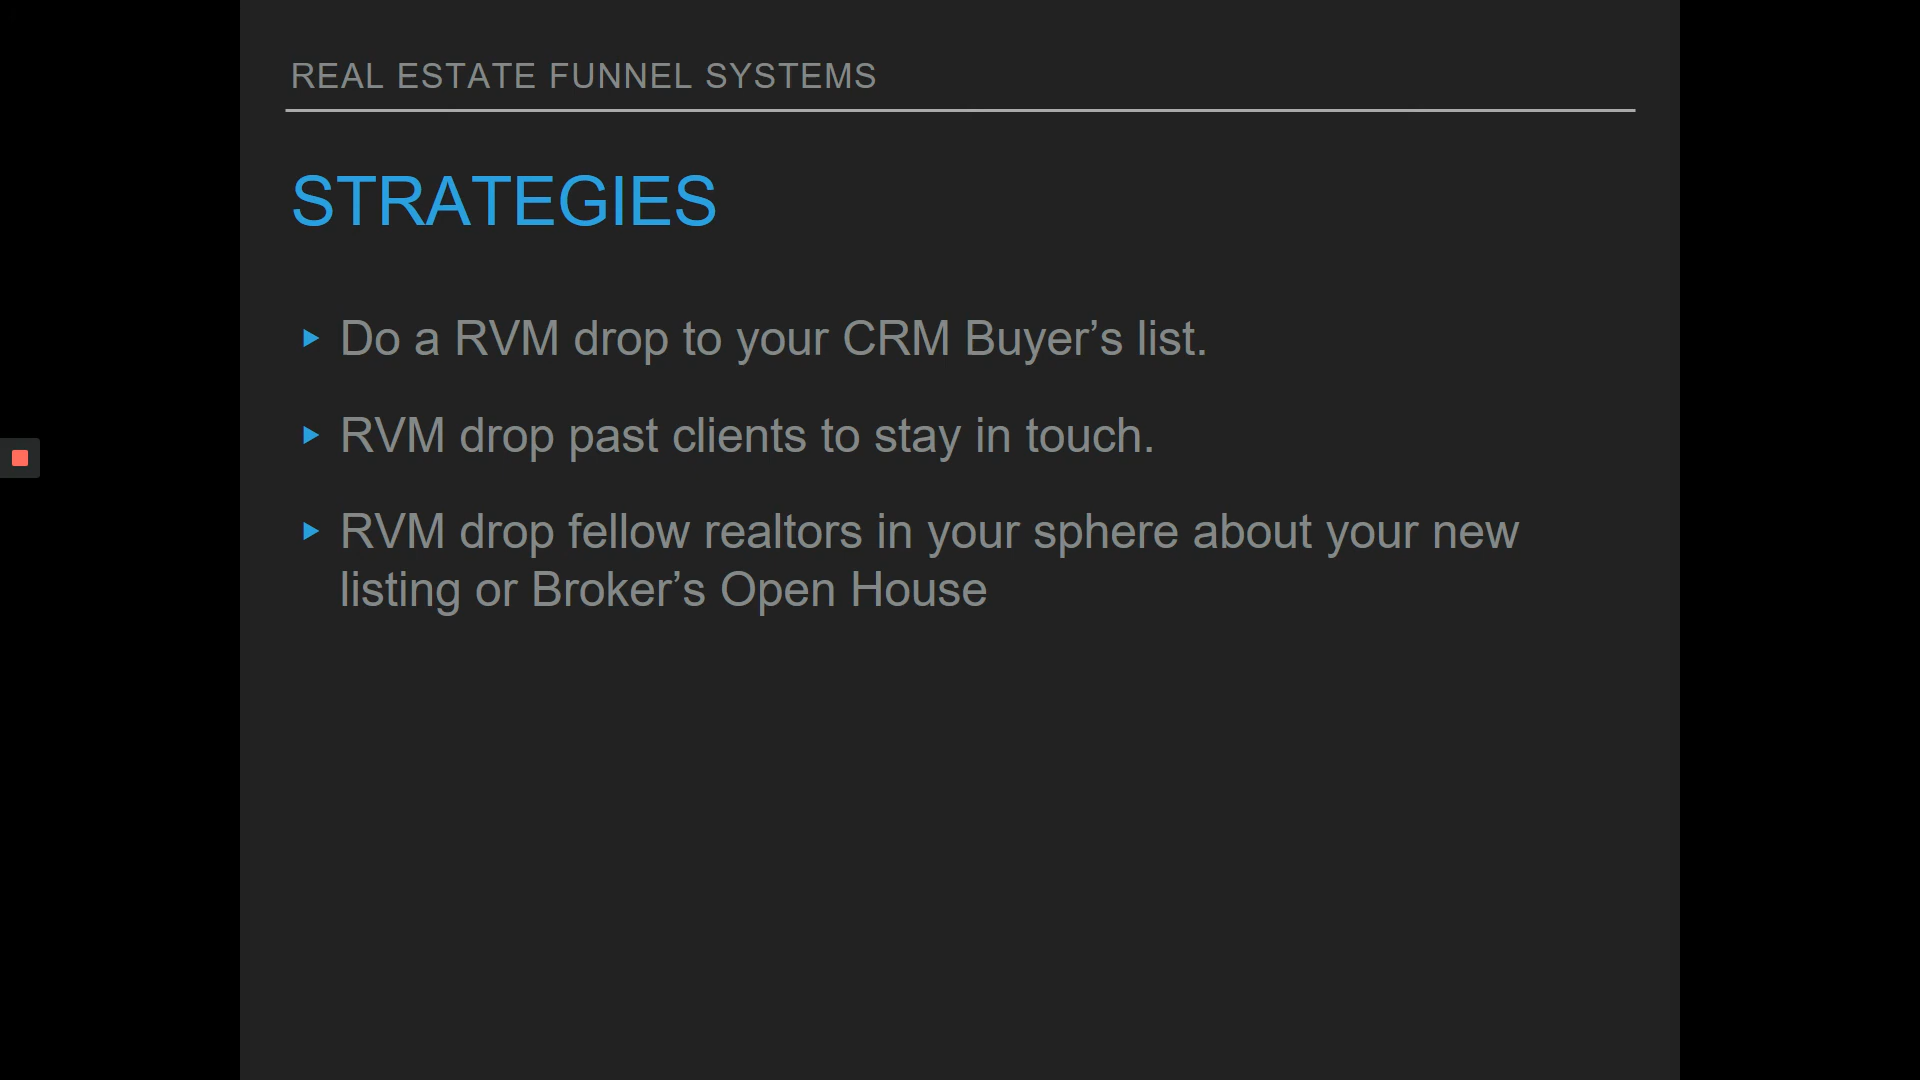 REAL ESTATE FUNNEL SYSTEMS
STRATEGIES
Do a RVM drop to your CRM Buyer’s list.
RVM drop past clients to stay in touch.
RVM drop fellow realtors in your sphere about your new
listing or Broker’s Open House